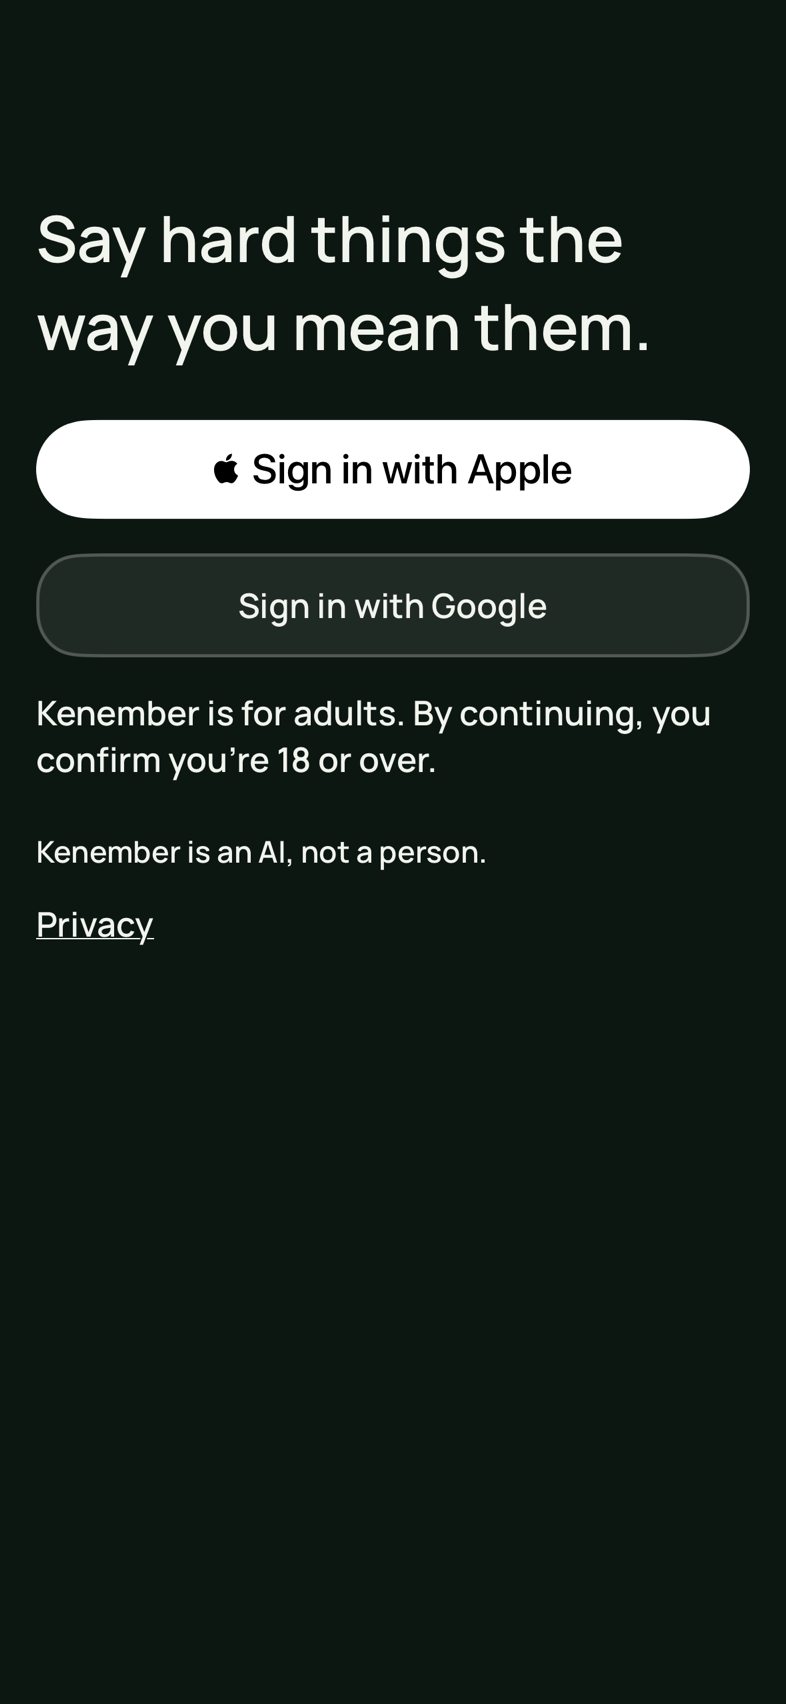 Say hard things the
way you mean them.
Sign in with Apple
Sign in with Google
Kenember is for adults. By continuing, you
confirm you’re 18 or over.
Kenember is an AI, not a person.
Privacy